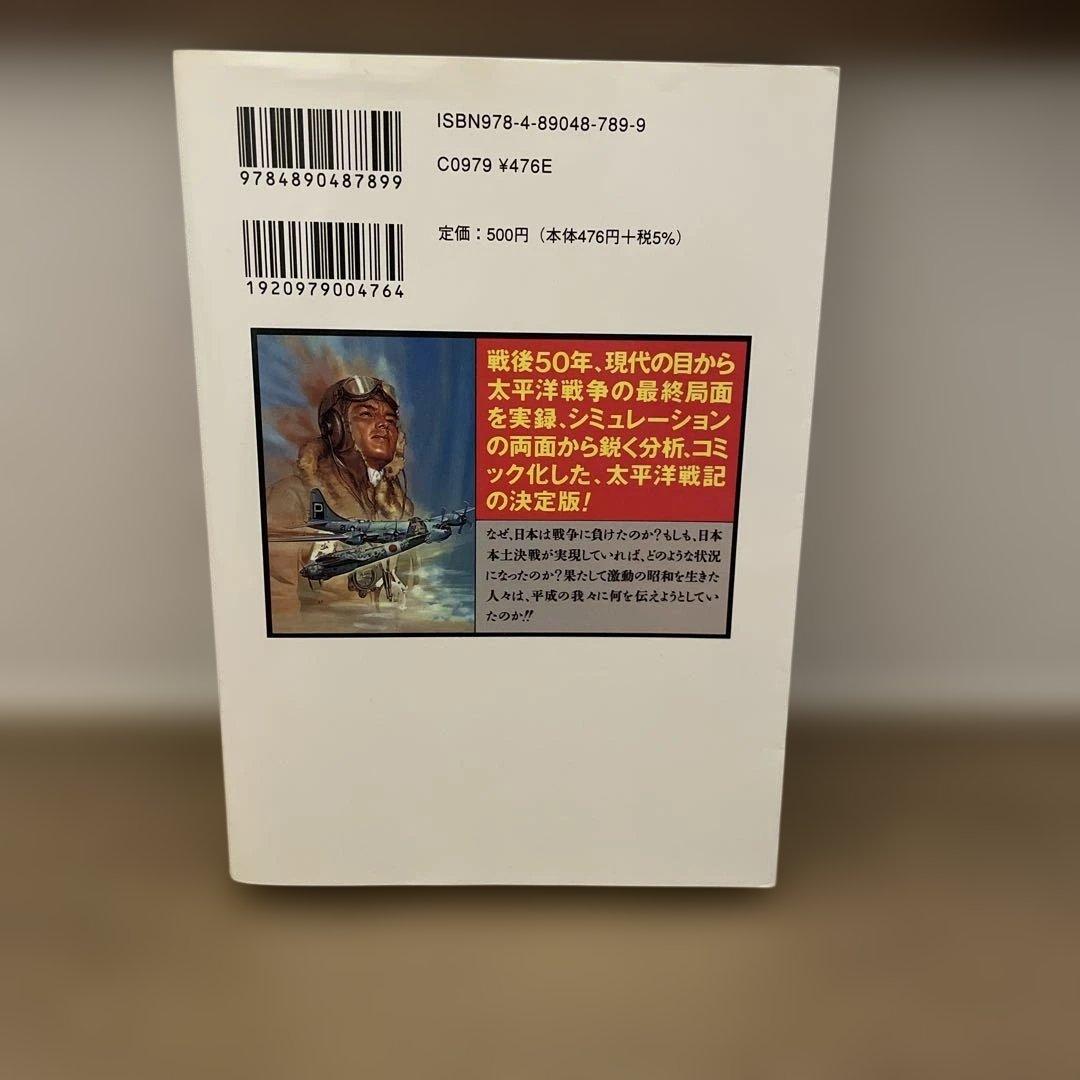 ISBN978-4-89048-789-9
9784890487899
C0979 ¥476E
定価：500円（本体476円＋税5%）
1920979004764
戦後50年、現代の目から
太平洋戦争の最終局面
を実録、シミュレーション
の両面から鋭く分析、コミ
ック化した、太平洋戦記
の決定版!
P
なぜ、日本は戦争に負けたのか?もしも、日本
本土決戦が実現していれば、どのような状況
になったのか?果たして激動の昭和を生きた
人々は、平成の我々に何を伝えようとしてい
たのか!!